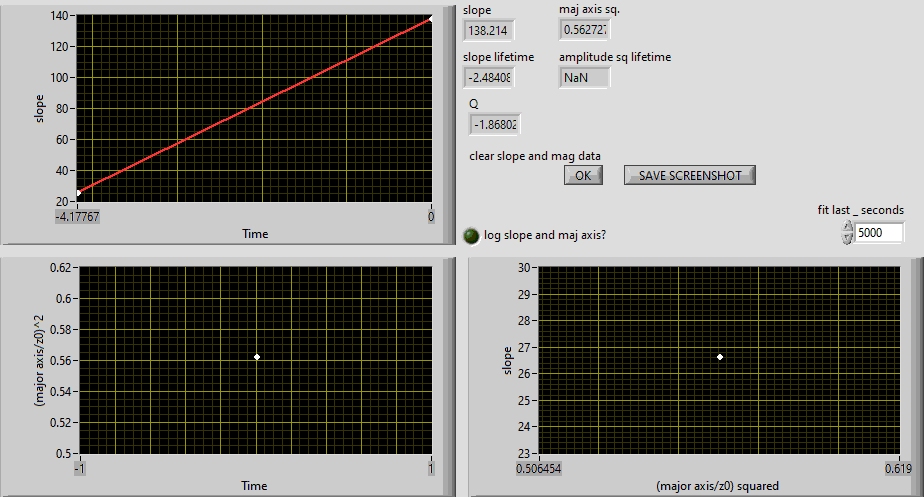 slope
138.214
maj axis sq.
0.562727
slope lifetime
-2.48408
amplitude sq lifetime
NaN
Q
-1.86802
clear slope and mag data
OK
SAVE SCREENSHOT
log slope and maj axis?
fit last _ seconds
5000
140
120
100
80
60
40
20
slope
-4.17767
0
Time
0.62
0.6
0.58
0.56
0.54
0.52
0.5
(major axis/z0)^2
-1
1
Time
30
29
28
27
26
25
24
23
slope
0.506454
0.619
(major axis/z0) squared